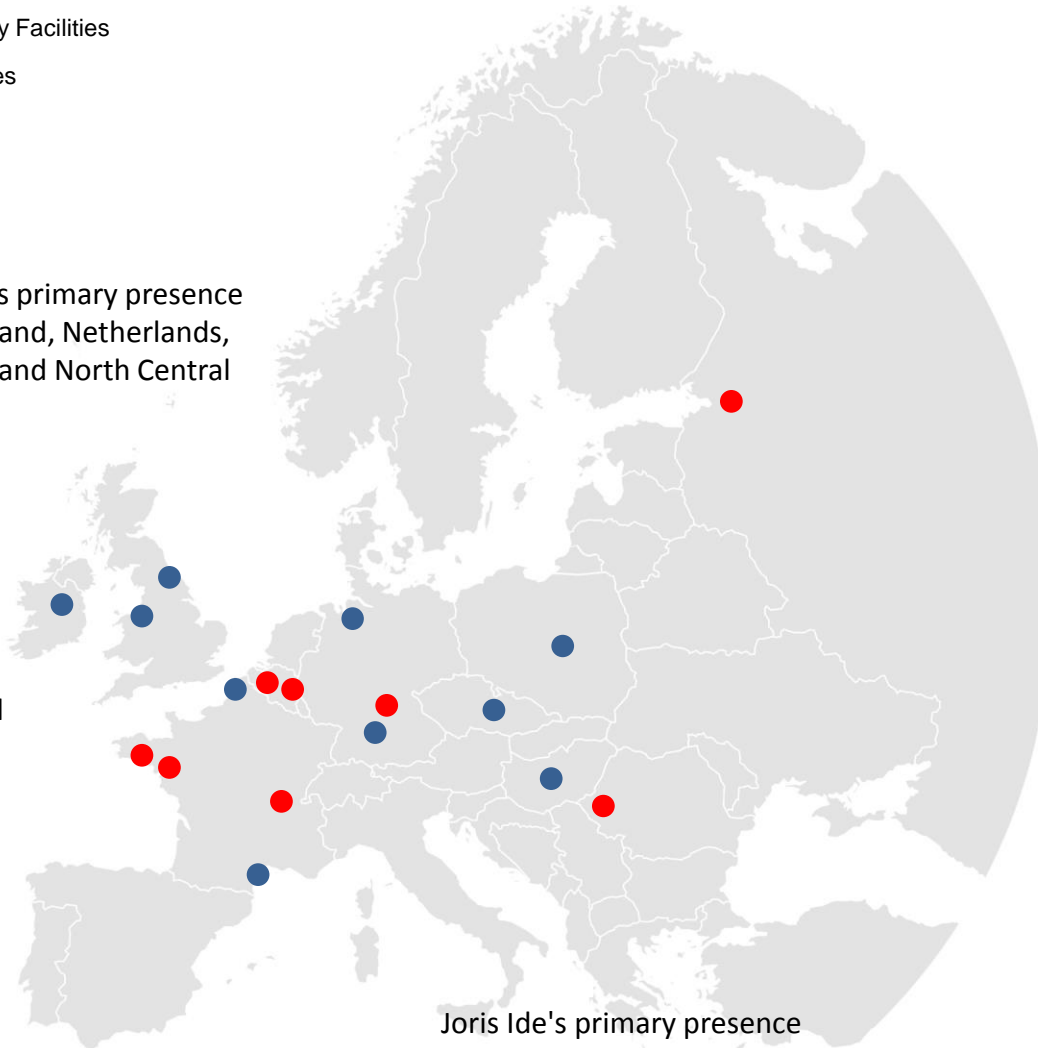 y Facilities
es
s primary presence
and, Netherlands,
and North Central
Joris Ide's primary presence